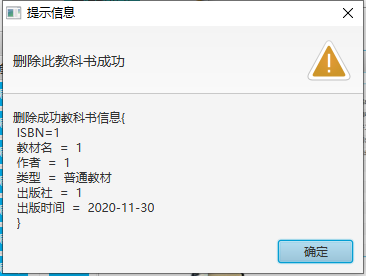 提示信息
删除此教科书成功
删除成功教科书信息{
ISBN=1
教材名 = 1
作者 = 1
类型 = 普通教材
出版社 = 1
出版时间 = 2020-11-30
}
确定